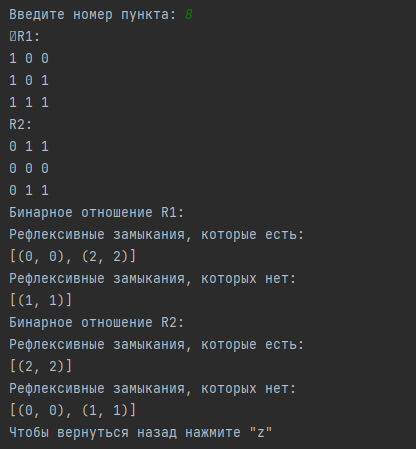 Введите номер пункта: 8
R1:
1 0 0
1 0 1
1 1 1
R2:
0 1 1
0 0 0
0 1 1
Бинарное отношение R1:
Рефлексивные замыкания, которые есть:
[(0, 0), (2, 2)]
Рефлексивные замыкания, которых нет:
[(1, 1)]
Бинарное отношение R2:
Рефлексивные замыкания, которые есть:
[(2, 2)]
Рефлексивные замыкания, которых нет:
[(0, 0), (1, 1)]
Чтобы вернуться назад нажмите "z"